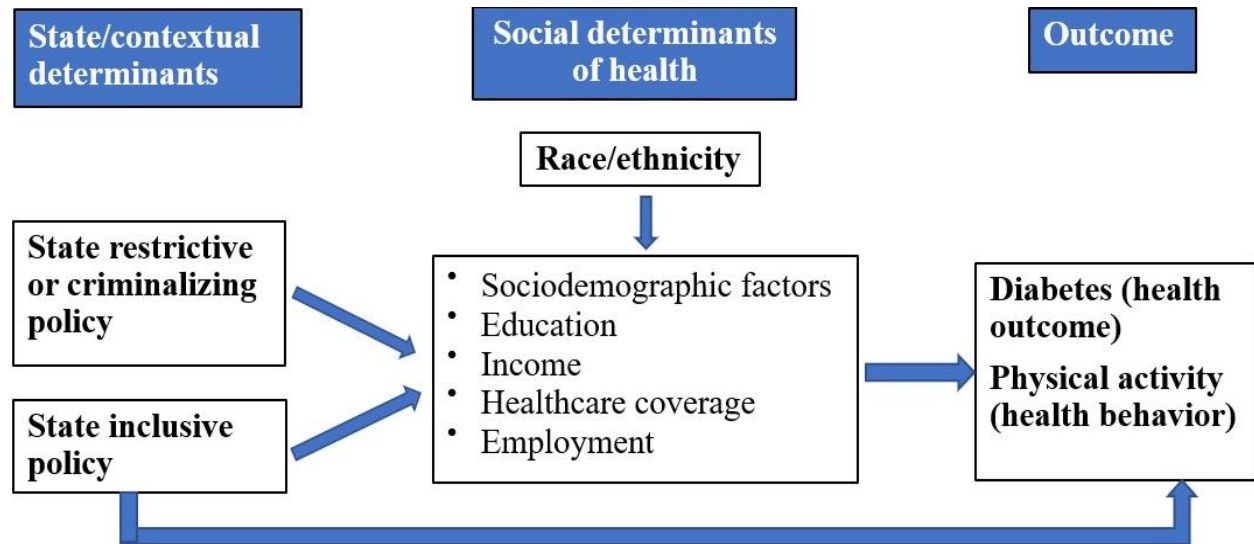 State/contextual
determinants
Social determinants
of health
Outcome
Race/ethnicity
State restrictive
or criminalizing
policy
State inclusive
policy
• Sociodemographic factors
• Education
• Income
• Healthcare coverage
• Employment
Diabetes (health
outcome)
Physical activity
(health behavior)